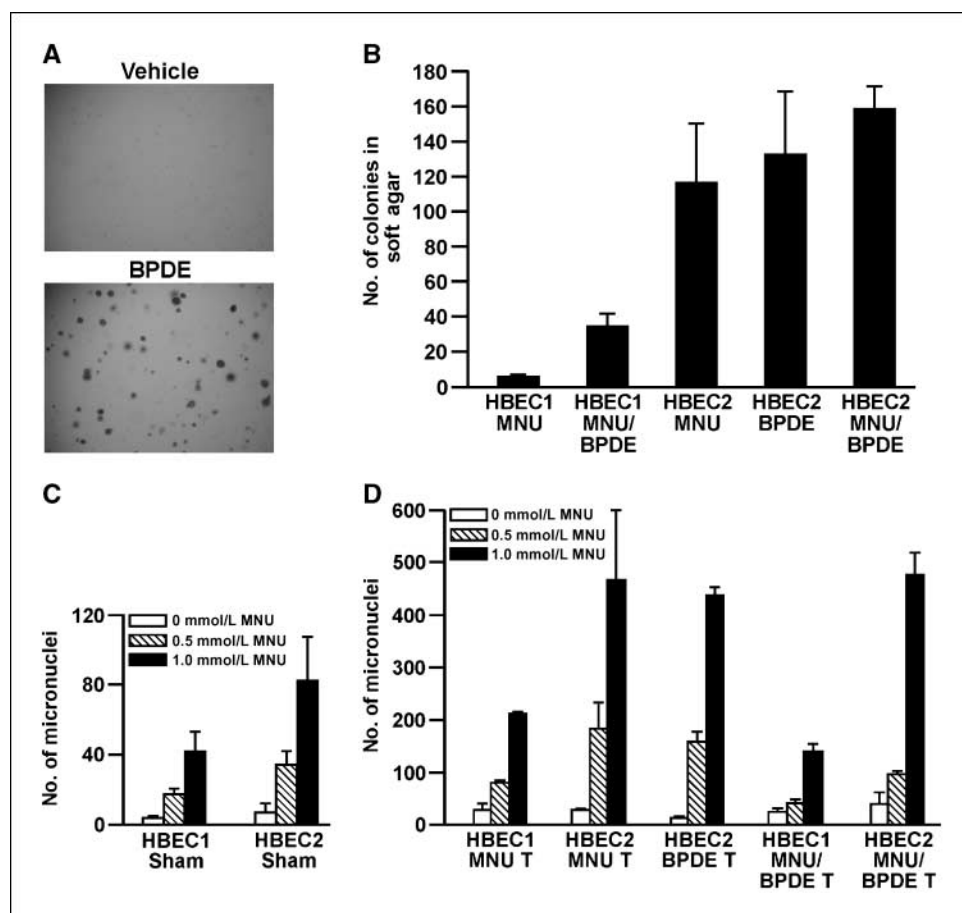 A
Vehicle
BPDE
B
No. of colonies in
soft agar
180
160
140
120
100
80
60
40
20
0
HBEC1
MNU
HBEC1
MNU/
BPDE
HBEC2
MNU
HBEC2
BPDE
HBEC2
MNU/
BPDE
C
No. of micronuclei
120
80
40
0
0 mmol/L MNU
0.5 mmol/L MNU
1.0 mmol/L MNU
HBEC1
Sham
HBEC2
Sham
D
No. of micronuclei
600
500
400
300
200
100
0
0 mmol/L MNU
0.5 mmol/L MNU
1.0 mmol/L MNU
HBEC1
MNU T
HBEC2
MNU T
HBEC2
BPDE T
HBEC1
MNU/
BPDE T
HBEC2
MNU/
BPDE T